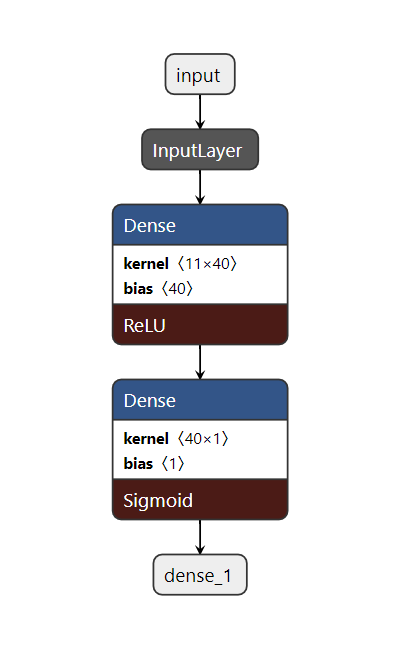 input
InputLayer
Dense
kernel 〈11×40〉
bias 〈40〉
ReLU
Dense
kernel 〈40×1〉
bias 〈1〉
Sigmoid
dense_1